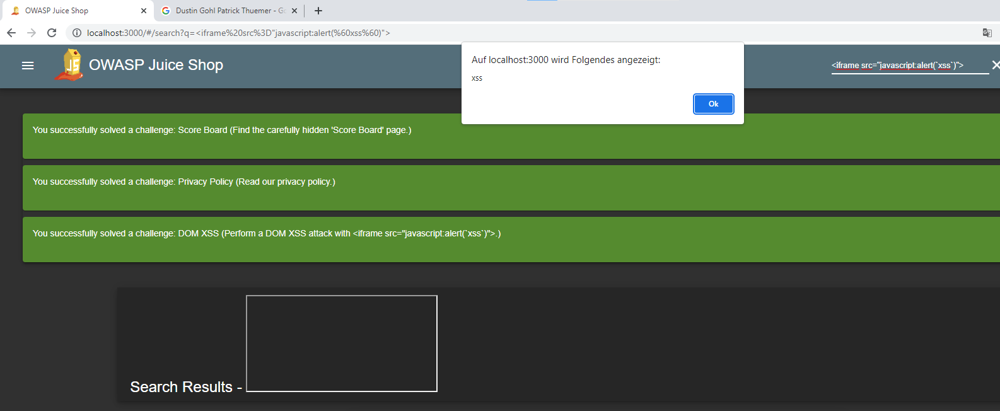 OWASP Juice Shop
Dustin Gohl Patrick Thuemer - Go
localhost:3000/#/search?q=<iframe%20src%3D"javascript:alert(%60xss%60)">
JS
OWASP Juice Shop
Auf localhost:3000 wird Folgendes angezeigt:
xss
Ok
<iframe src="javascript:alert(`xss`)">
You successfully solved a challenge: Score Board (Find the carefully hidden 'Score Board' page.)
You successfully solved a challenge: Privacy Policy (Read our privacy policy.)
You successfully solved a challenge: DOM XSS (Perform a DOM XSS attack with <iframe src="javascript:alert(`xss`)">.)
Search Results -